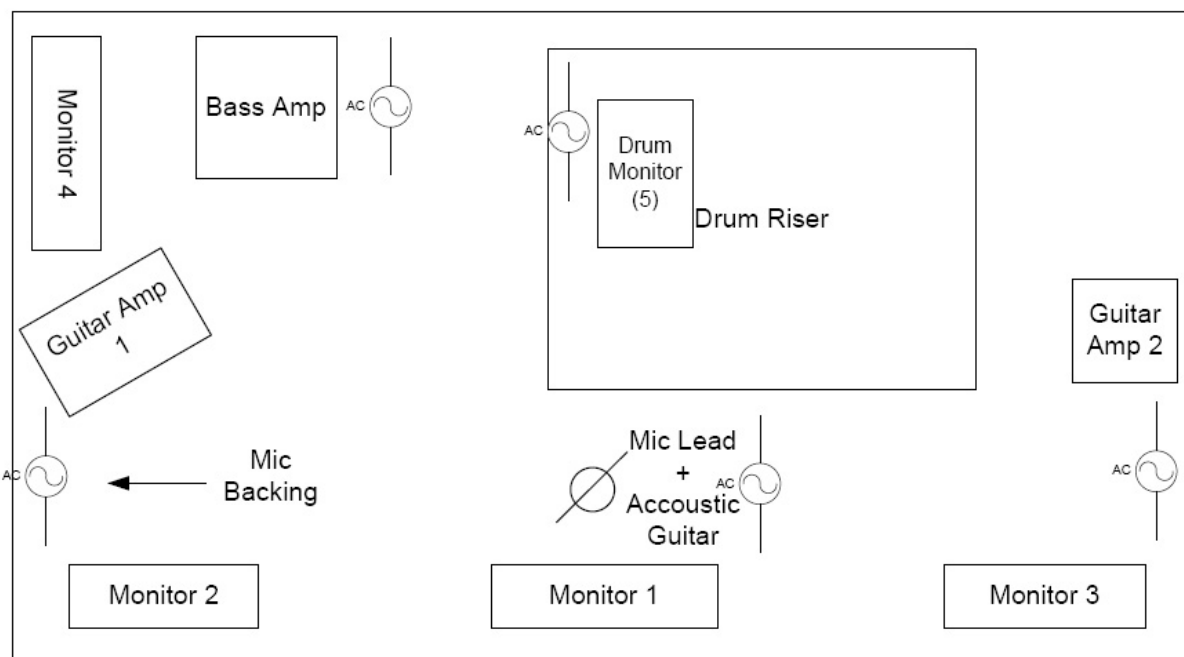 Monitor 4
Bass Amp
AC
AC
Drum
Monitor
(5)
Drum Riser
Guitar Amp
1
Guitar
Amp 2
AC
Mic
Backing
Mic Lead
+
Accoustic
Guitar
AC
AC
Monitor 2
Monitor 1
Monitor 3